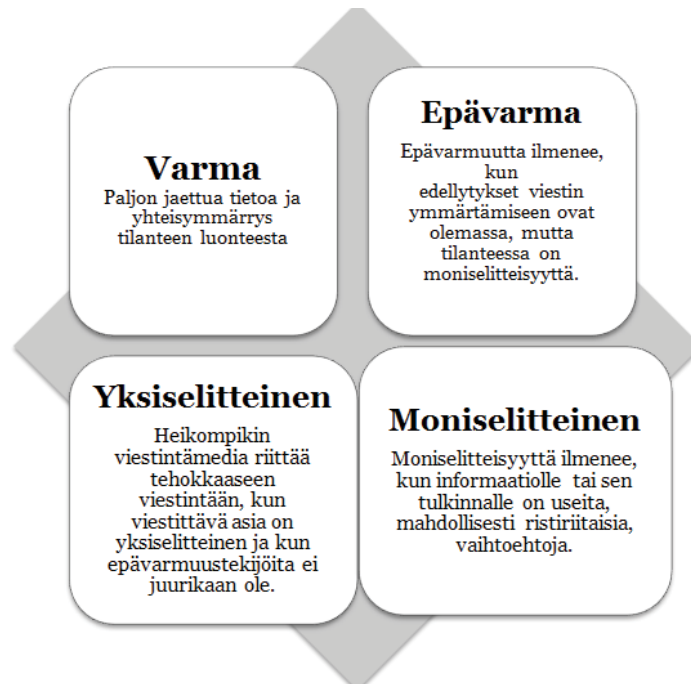 Varma
Paljon jaettua tietoa ja
yhteisymmärrys
tilanteen luonteesta
Epävarma
Epävarmuutta ilmenee,
kun
edellytykset viestin
ymmärtämiseen ovat
olemassa, mutta
tilanteessa on
moniselitteisyyttä.
Yksiselitteinen
Heikompikin
viestintämedia riittää
tehokkaaseen
viestintään, kun
viestittävä asia on
yksiselitteinen ja kun
epävarmuustekijöita ei
juurikaan ole.
Moniselitteinen
Moniselitteisyyttä ilmenee,
kun informaatiolle tai sen
tulkinnalle on useita,
mahdollisesti ristiriitaisia,
vaihtoehtoja.